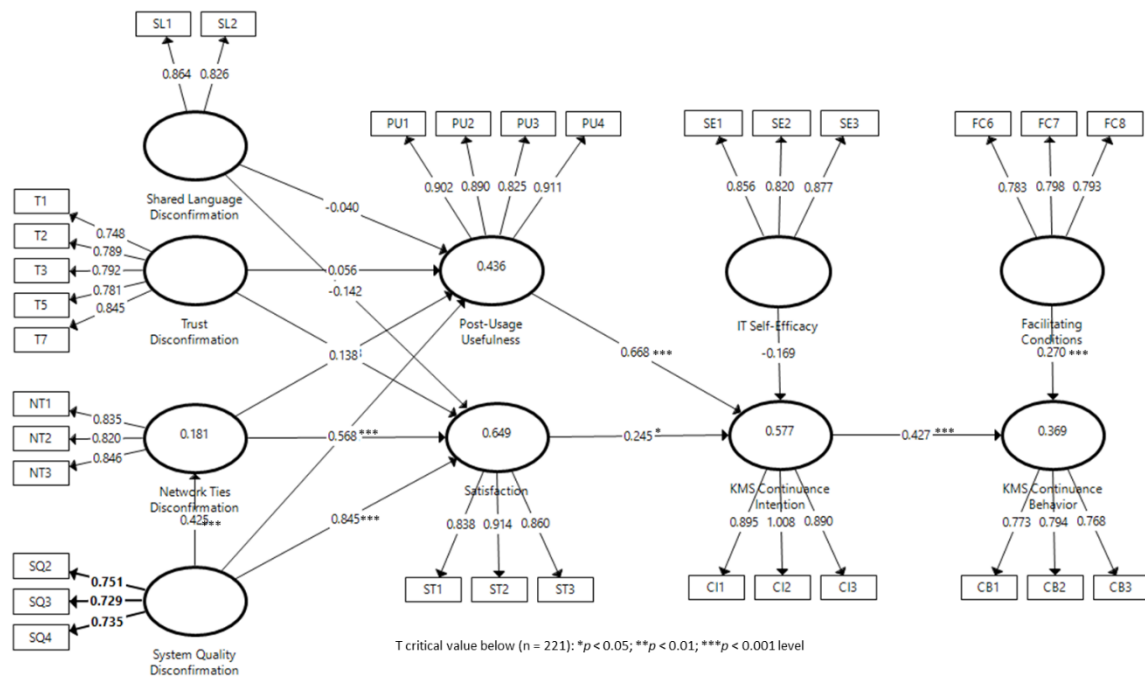 SL1
SL2
0.864
0.826
Shared Language
Disconfirmation
PU1
PU2
PU3
PU4
0.902
0.890
0.825
0.911
SE1
SE2
SE3
0.856
0.820
0.877
FC6
FC7
FC8
0.783
0.798
0.793
T1
T2
T3
T5
T7
0.748
0.789
0.792
0.781
0.845
Trust
Disconfirmation
-0.040
0.056
-0.142
0.436
Post-Usage
Usefulness
IT Self-Efficacy
Facilitating
Conditions
0.138
0.668 ***
-0.169
0.270 ***
NT1
NT2
NT3
0.835
0.820
0.846
0.181
Network Ties
Disconfirmation
0.568 ***
0.649
Satisfaction
0.245 *
0.577
KMS Continuance
Intention
0.427 ***
0.369
KMS Continuance
Behavior
0.425 ***
0.845 ***
0.838
0.914
0.860
0.895
1.008
0.890
0.773
0.794
0.768
ST1
ST2
ST3
CI1
CI2
CI3
CB1
CB2
CB3
SQ2
SQ3
SQ4
0.751
0.729
0.735
System Quality
Disconfirmation
T critical value below (n = 221): *p < 0.05; **p < 0.01; ***p < 0.001 level